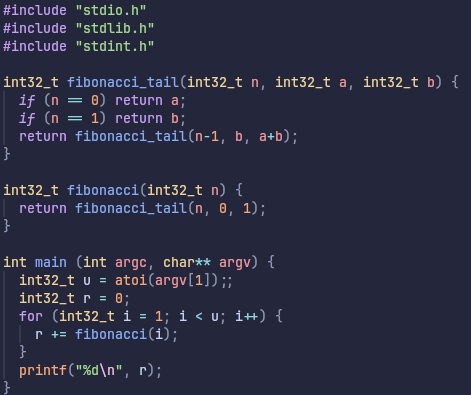 #include "stdio.h"
#include "stdlib.h"
#include "stdint.h"

int32_t fibonacci_tail(int32_t n, int32_t a, int32_t b) {
  if (n == 0) return a;
  if (n == 1) return b;
  return fibonacci_tail(n-1, b, a+b);
}

int32_t fibonacci(int32_t n) {
  return fibonacci_tail(n, 0, 1);
}

int main (int argc, char** argv) {
  int32_t u = atoi(argv[1]);;
  int32_t r = 0;
  for (int32_t i = 1; i < u; i++) {
    r += fibonacci(i);
  }
  printf("%d\n", r);
}